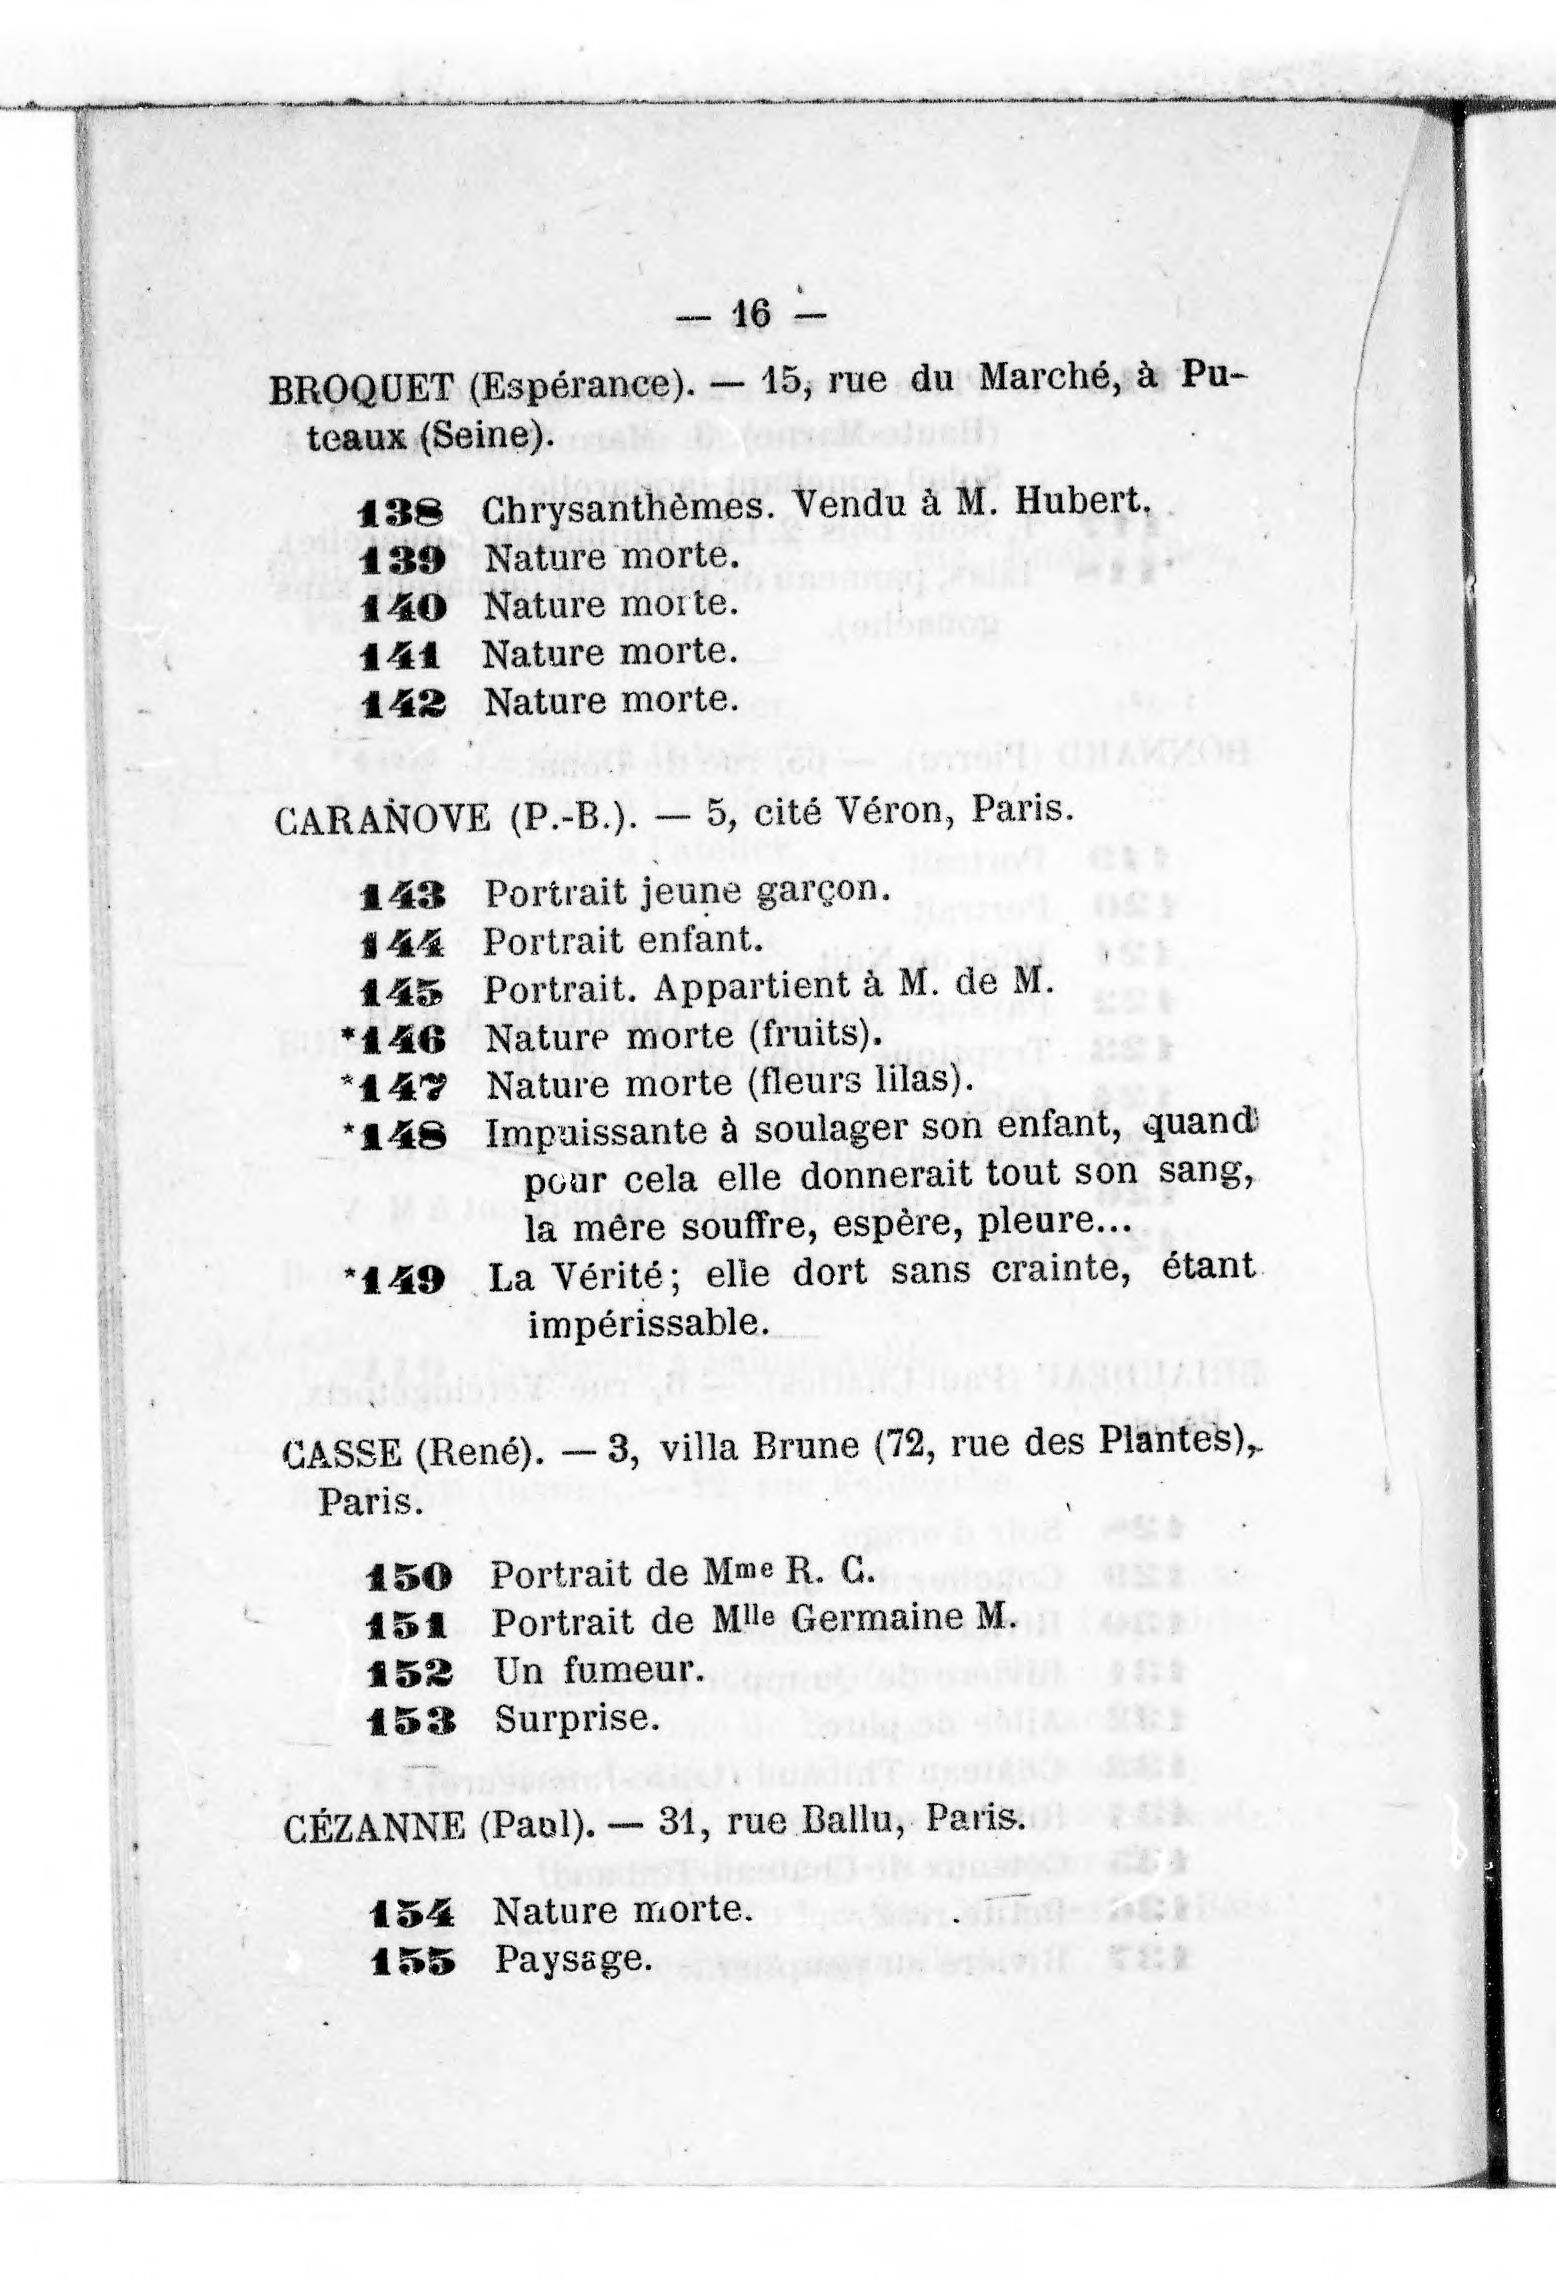 — 16 —
BROQUET (Espérance). — 15, rue du Marché, à Pu-
teaux (Seine).
138 Chrysanthèmes. Vendu à M. Hubert.
139 Nature morte.
140 Nature morte.
141 Nature morte.
142 Nature morte.
CARANOVE (P.-B.). — 5, cité Véron, Paris.
143 Portrait jeune garçon.
144 Portrait enfant.
145 Portrait. Appartient à M. de M.
*146 Nature morte (fruits).
*147 Nature morte (fleurs lilas).
*148 Impuissante à soulager son enfant, quand
pour cela elle donnerait tout son sang,
la mère souffre, espère, pleure...
*149 La Vérité; elle dort sans crainte, étant
impérissable.
CASSE (René). — 3, villa Brune (72, rue des Plantes),
Paris.
150 Portrait de Mme R. C.
151 Portrait de Mlle Germaine M.
152 Un fumeur.
153 Surprise.
CÉZANNE (Paul). — 31, rue Ballu, Paris.
154 Nature morte.
155 Paysage.